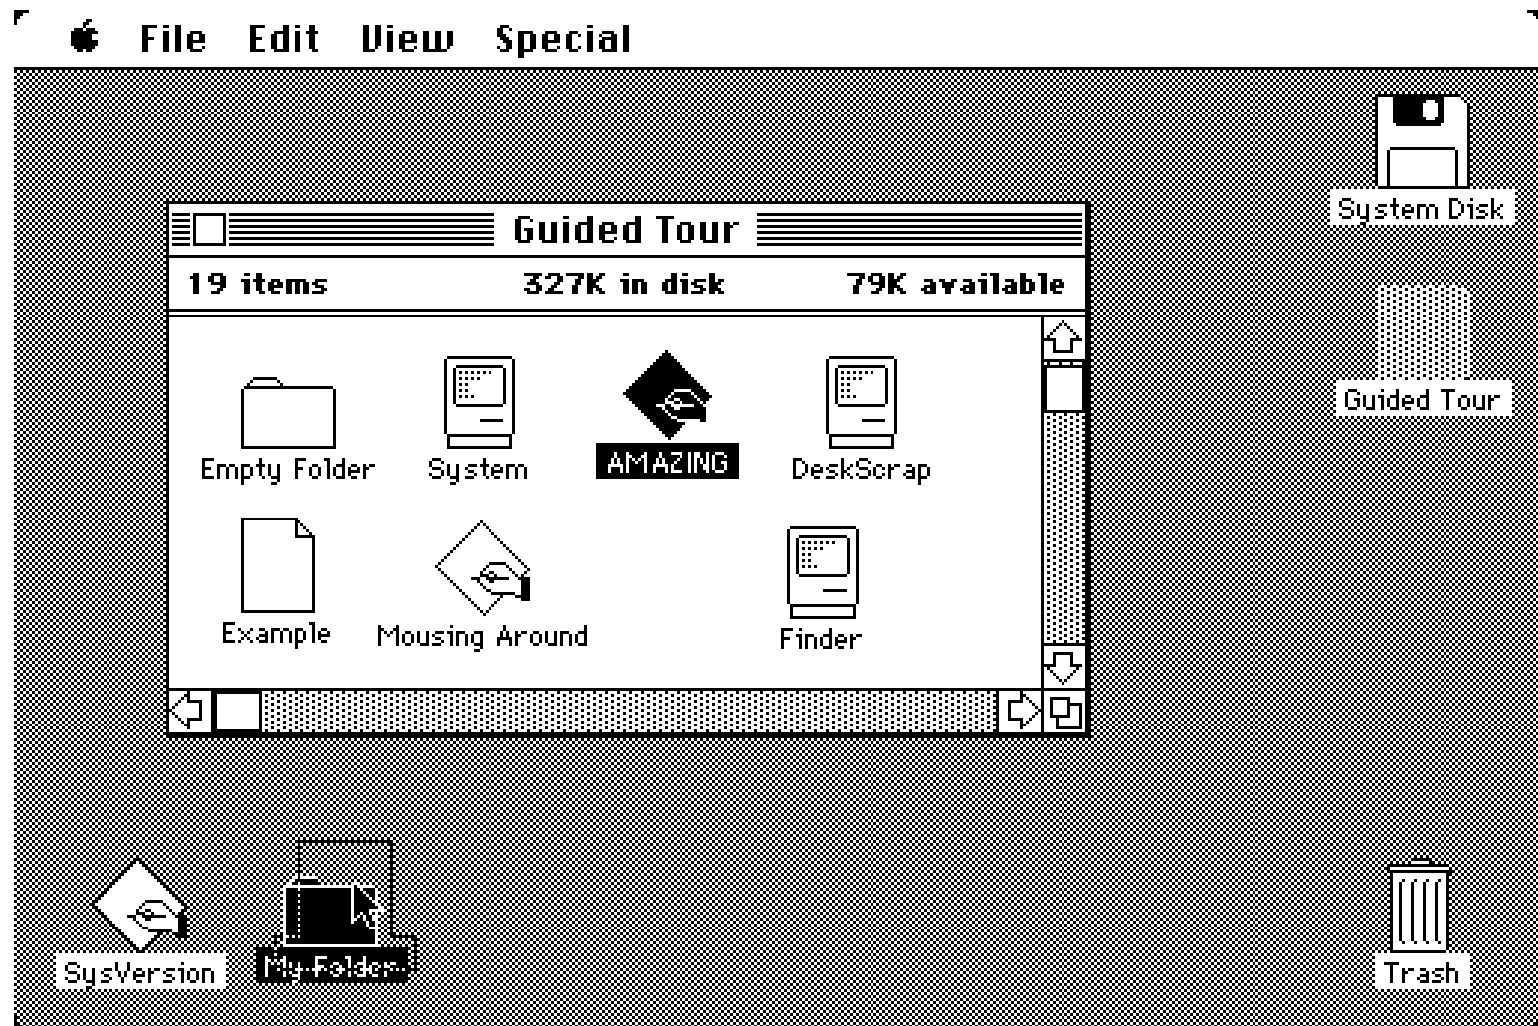 File Edit View Special
System Disk
Guided Tour
19 items 327K in disk 79K available
Guided Tour
Empty Folder System AMAZING DeskScrap
Example Mousing Around Finder
SysVersion My Folder Trash